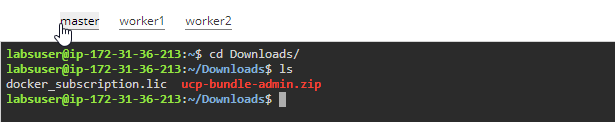 master worker1 worker2
labsuser@ip-172-31-36-213:~$ cd Downloads/
labsuser@ip-172-31-36-213:~/Downloads$ ls
docker_subscription.lic ucp-bundle-admin.zip
labsuser@ip-172-31-36-213:~/Downloads$